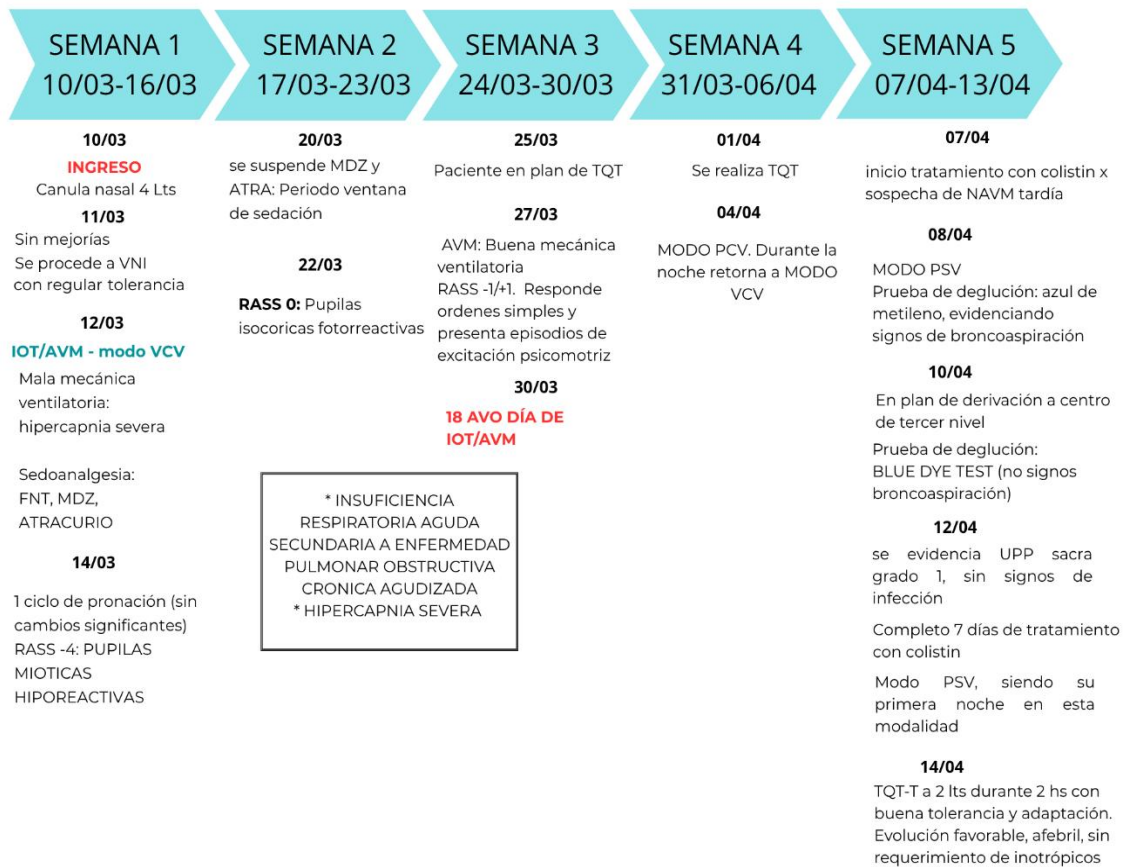 SEMANA 1
10/03-16/03
SEMANA 2
17/03-23/03
SEMANA 3
24/03-30/03
SEMANA 4
31/03-06/04
SEMANA 5
07/04-13/04
10/03
INGRESO
Canula nasal 4 Lts
11/03
Sin mejorías
Se procede a VNI
con regular tolerancia
12/03
IOT/AVM - modo VCV
Mala mecánica
ventilatoria:
hipercapnia severa
Sedoanalgesia:
FNT, MDZ,
ATRACURIO
14/03
1 ciclo de pronación (sin
cambios significantes)
RASS -4: PUPILAS
MIOTICAS
HIPOREACTIVAS
20/03
se suspende MDZ y
ATRA: Periodo ventana
de sedación
22/03
RASS 0: Pupilas
isocoricas fotorreactivas
25/03
Paciente en plan de TQT
27/03
AVM: Buena mecánica
ventilatoria
RASS -1/+1. Responde
ordenes simples y
presenta episodios de
excitación psicomotriz
30/03
18 AVO DÍA DE
IOT/AVM
* INSUFICIENCIA
RESPIRATORIA AGUDA
SECUNDARIA A ENFERMEDAD
PULMONAR OBSTRUCTIVA
CRONICA AGUDIZADA
* HIPERCAPNIA SEVERA
01/04
Se realiza TQT
04/04
MODO PCV. Durante la
noche retorna a MODO
VCV
07/04
inicio tratamiento con colistin x
sospecha de NAVM tardía
08/04
MODO PSV
Prueba de deglución: azul de
metileno, evidenciando
signos de broncoaspiración
10/04
En plan de derivación a centro
de tercer nivel
Prueba de deglución:
BLUE DYE TEST (no signos
broncoaspiración)
12/04
se evidencia UPP sacra
grado 1, sin signos de
infección
Completo 7 días de tratamiento
con colistin
Modo PSV, siendo su
primera noche en esta
modalidad
14/04
TQT-T a 2 lts durante 2 hs con
buena tolerancia y adaptación.
Evolución favorable, afebril, sin
requerimiento de inotrópicos